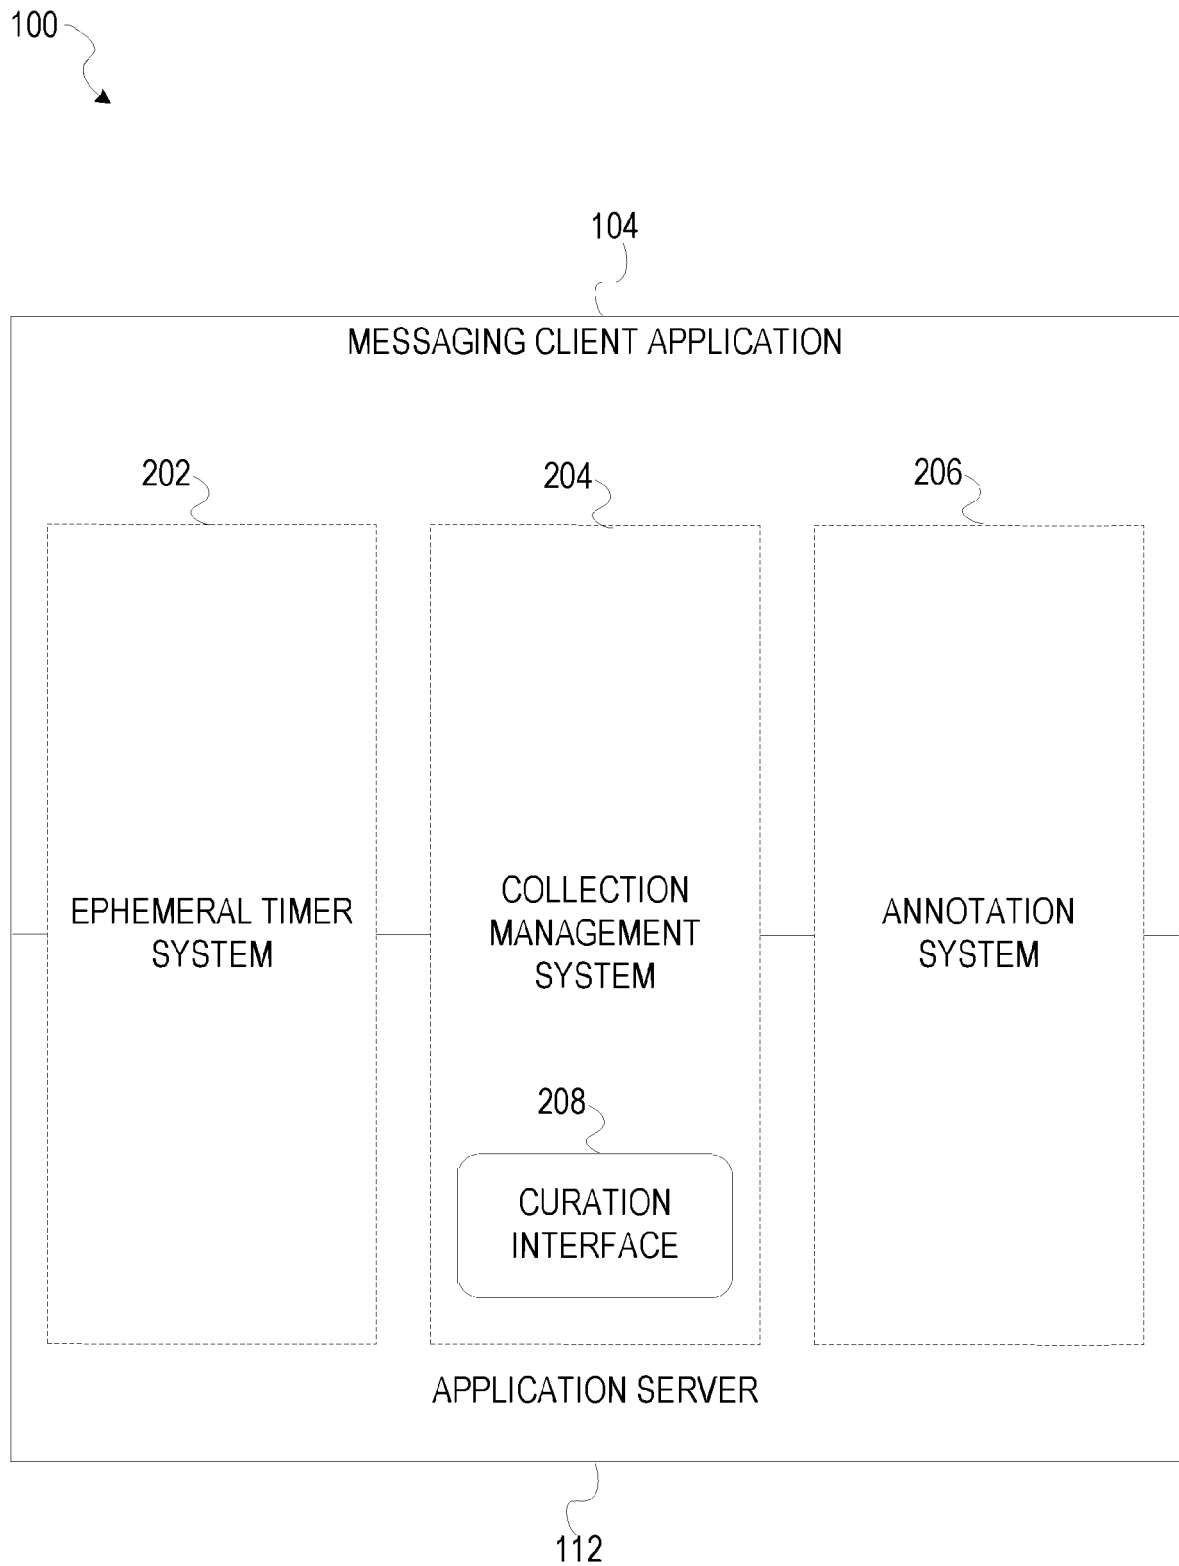 100
104
MESSAGING CLIENT APPLICATION
202
204
206
EPHEMERAL TIMER
SYSTEM
COLLECTION
MANAGEMENT
SYSTEM
ANNOTATION
SYSTEM
208
CURATION
INTERFACE
APPLICATION SERVER
112